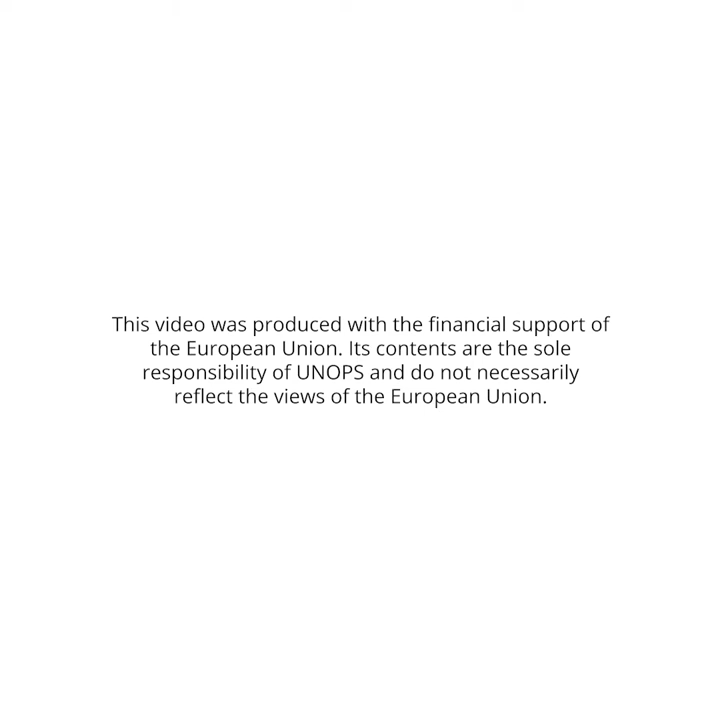 This video was produced with the financial support of
the European Union. Its contents are the sole
responsibility of UNOPS and do not necessarily
reflect the views of the European Union.